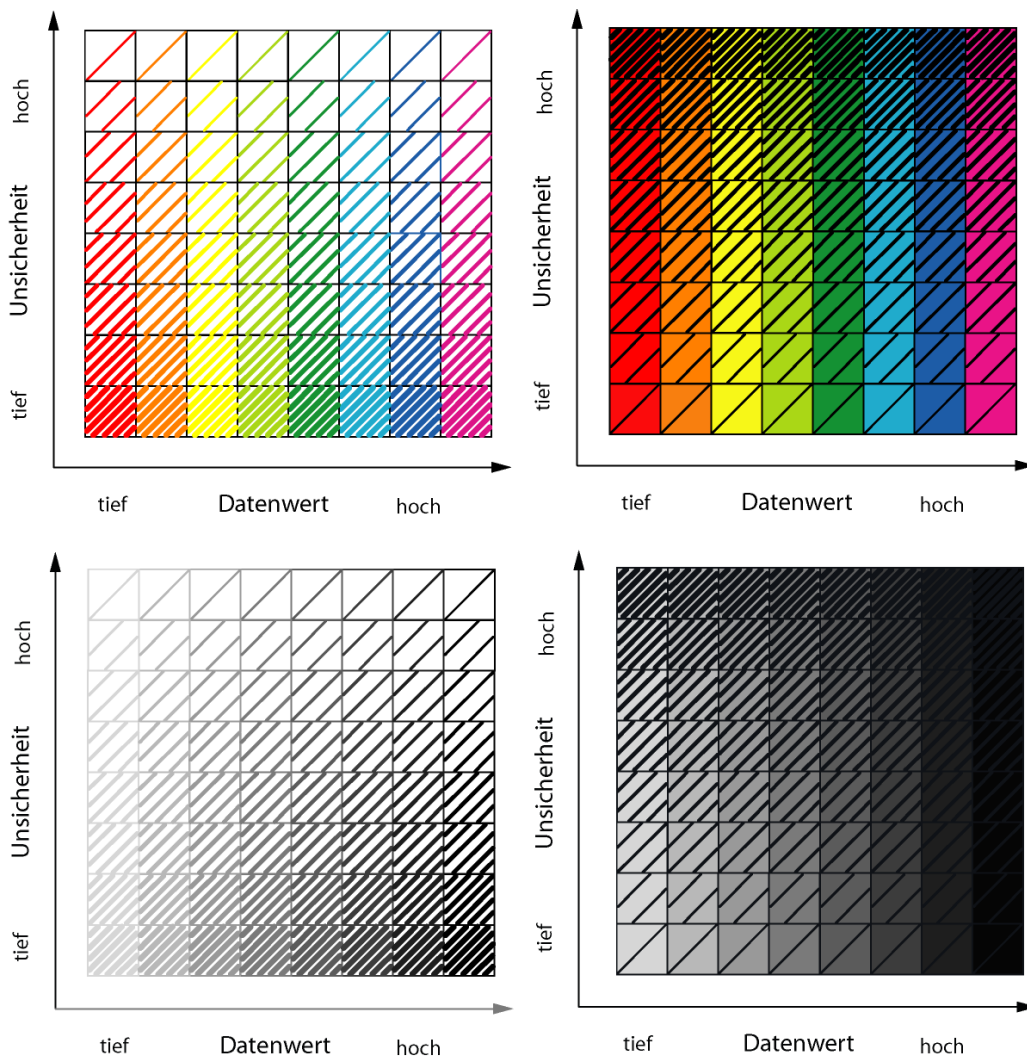 hoch
Unsicherheit
tief
tief Datenwert hoch
hoch
Unsicherheit
tief
tief Datenwert hoch
hoch
Unsicherheit
tief
tief Datenwert hoch
hoch
Unsicherheit
tief
tief Datenwert hoch